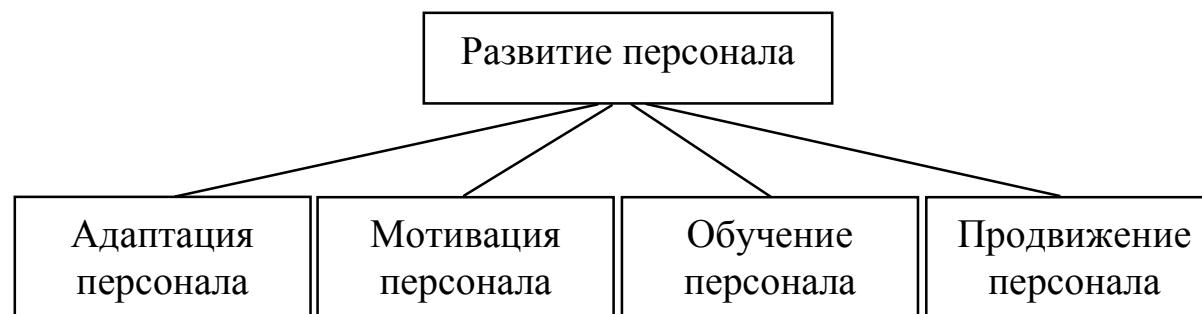 Развитие персонала
Адаптация
персонала
Мотивация
персонала
Обучение
персонала
Продвижение
персонала